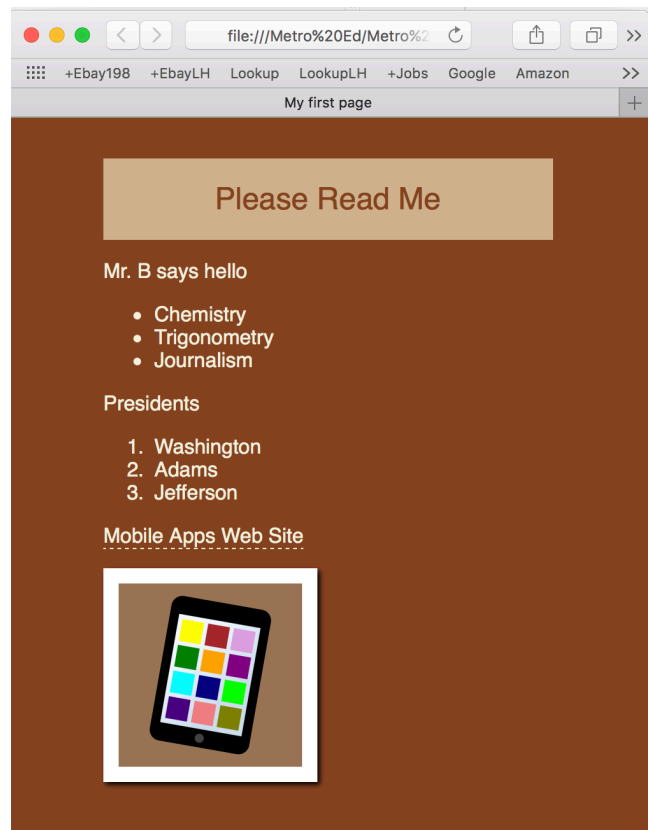 file:///Metro%20Ed/Metro%2
+Ebay198 +EbayLH Lookup LookupLH +Jobs Google Amazon
My first page
Please Read Me
Mr. B says hello
• Chemistry
• Trigonometry
• Journalism
Presidents
1. Washington
2. Adams
3. Jefferson
Mobile Apps Web Site